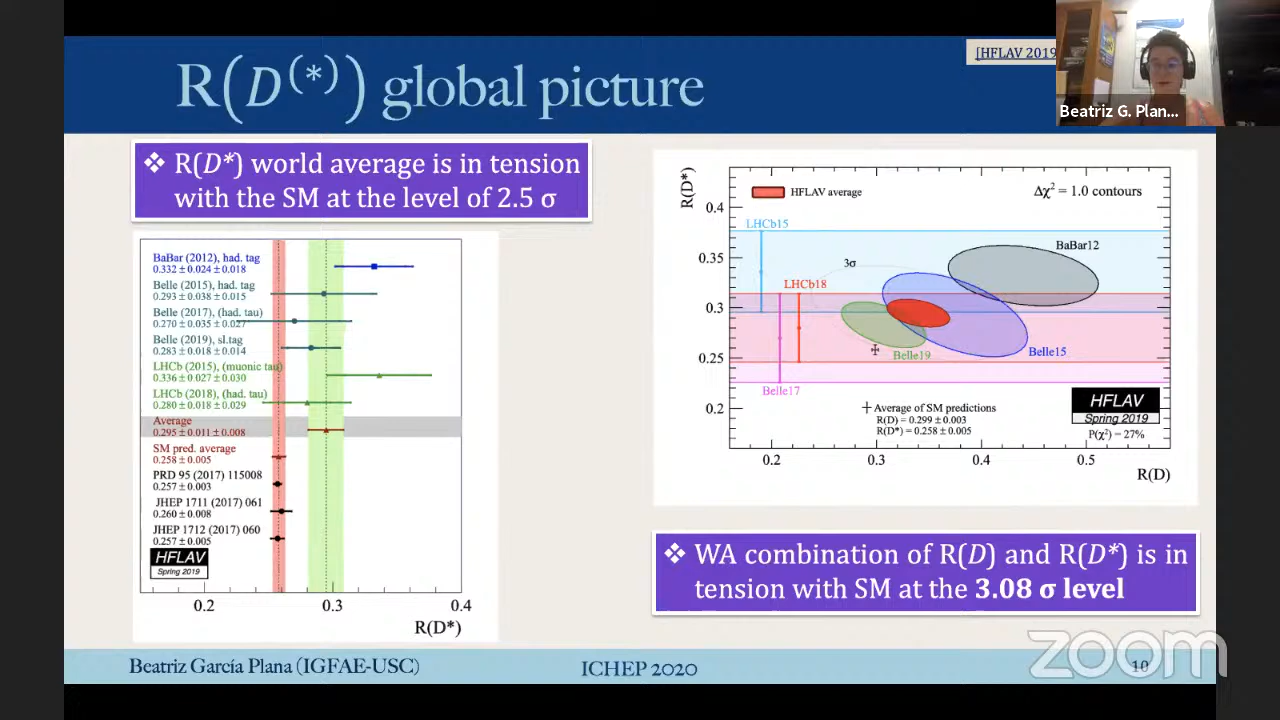 R(D(*)) global picture
[HFLAV 2019
Beatriz G. Plan...
❖ R(D*) world average is in tension
with the SM at the level of 2.5 σ
BaBar (2012), had. tag
0.332 ± 0.024 ± 0.018
Belle (2015), had. tag
0.293 ± 0.038 ± 0.015
Belle (2017), (had. tau)
0.270 ± 0.035 ± 0.027
Belle (2019), sl.tag
0.283 ± 0.018 ± 0.014
LHCb (2015), (muonic tau)
0.336 ± 0.027 ± 0.030
LHCb (2018), (had. tau)
0.280 ± 0.018 ± 0.029
Average
0.295 ± 0.011 ± 0.008
SM pred. average
0.258 ± 0.005
PRD 95 (2017) 115008
0.257 ± 0.003
JHEP 1711 (2017) 061
0.260 ± 0.008
JHEP 1712 (2017) 060
0.257 ± 0.005
HFLAV
Spring 2019
0.2 0.3 0.4
R(D*)
R(D*)
HFLAV average
Δχ² = 1.0 contours
0.4
LHCb15
BaBar12
0.35
3σ
LHCb18
0.3
Belle19
Belle15
0.25
Belle17
0.2
Average of SM predictions
R(D) = 0.299 ± 0.003
R(D*) = 0.258 ± 0.005
HFLAV
Spring 2019
P(χ²) = 27%
0.2 0.3 0.4 0.5
R(D)
❖ WA combination of R(D) and R(D*) is in
tension with SM at the 3.08 σ level
Beatriz García Plana (IGFAE-USC) ICHEP 2020 10
zoom